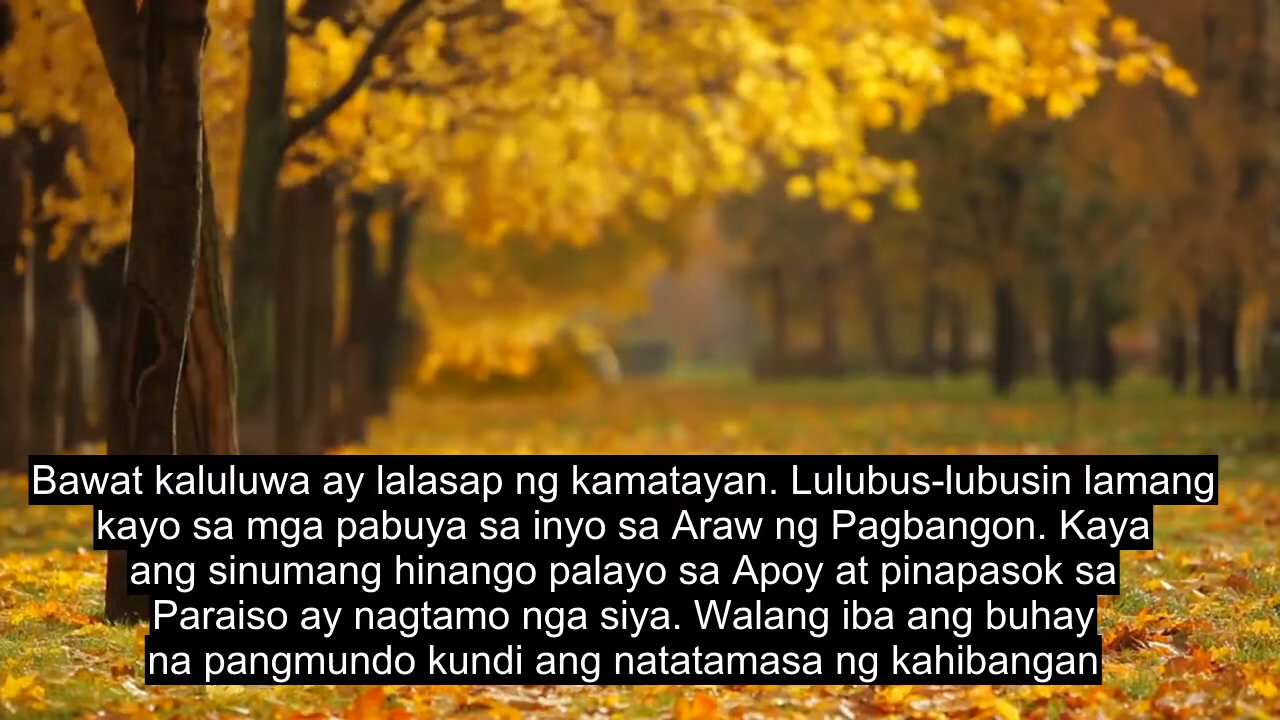 Bawat kaluluwa ay lalasap ng kamatayan. Lulubus-lubusin lamang
kayo sa mga pabuya sa inyo sa Araw ng Pagbangon. Kaya
ang sinumang hinango palayo sa Apoy at pinapasok sa
Paraiso ay nagtamo nga siya. Walang iba ang buhay
na pangmundo kundi ang natatamasa ng kahibangan